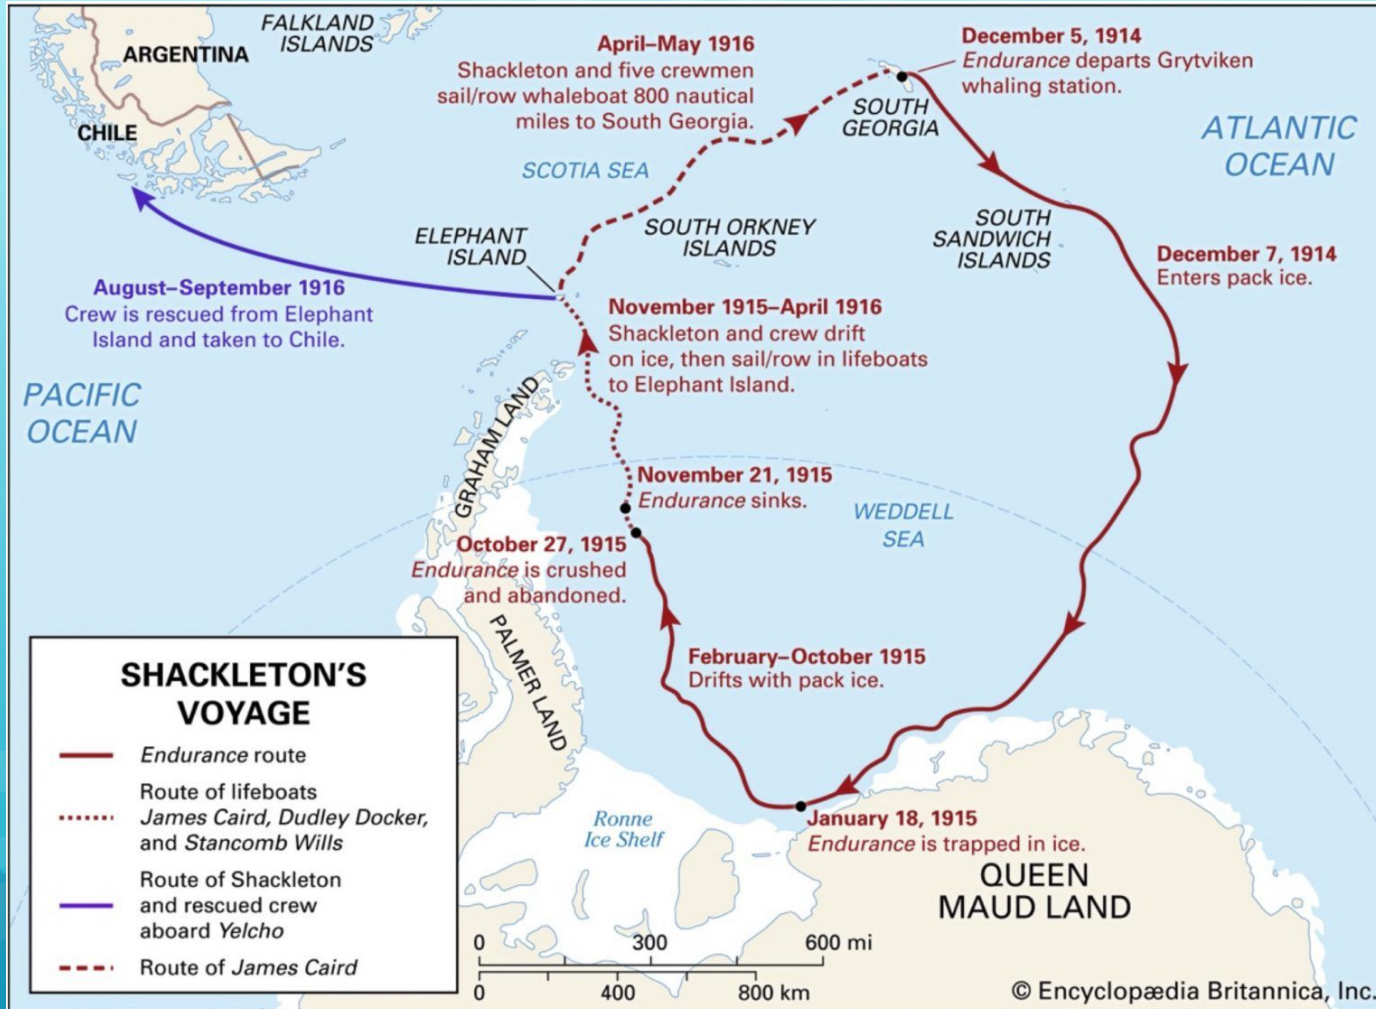 FALKLAND
ISLANDS
ARGENTINA
CHILE
April–May 1916
Shackleton and five crewmen
sail/row whaleboat 800 nautical
miles to South Georgia.
December 5, 1914
Endurance departs Grytviken
whaling station.
SOUTH
GEORGIA
ATLANTIC
OCEAN
SCOTIA SEA
ELEPHANT
ISLAND
SOUTH ORKNEY
ISLANDS
SOUTH
SANDWICH
ISLANDS
December 7, 1914
Enters pack ice.
August–September 1916
Crew is rescued from Elephant
Island and taken to Chile.
November 1915–April 1916
Shackleton and crew drift
on ice, then sail/row in lifeboats
to Elephant Island.
PACIFIC
OCEAN
GRAHAM LAND
November 21, 1915
Endurance sinks.
WEDDELL
SEA
October 27, 1915
Endurance is crushed
and abandoned.
PALMER LAND
February–October 1915
Drifts with pack ice.
SHACKLETON'S
VOYAGE
Endurance route
Route of lifeboats
James Caird, Dudley Docker,
and Stancomb Wills
Route of Shackleton
and rescued crew
aboard Yelcho
Route of James Caird
Ronne
Ice Shelf
January 18, 1915
Endurance is trapped in ice.
QUEEN
MAUD LAND
0 300 600 mi
0 400 800 km
© Encyclopædia Britannica, Inc.